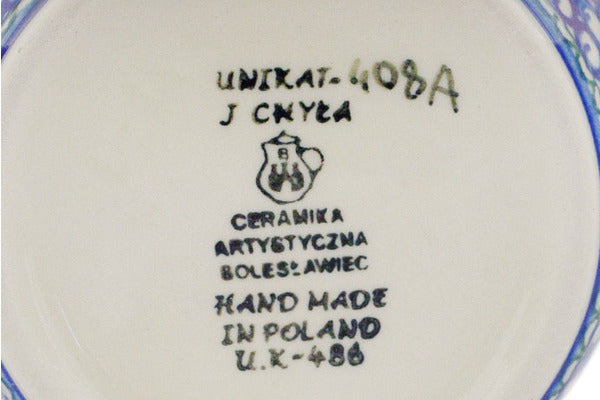 UNIKAT-408A
J CHYŁA
B
CERAMIKA
ARTYSTYCZNA
BOLESŁAWIEC
HAND MADE
IN POLAND
U.K-486